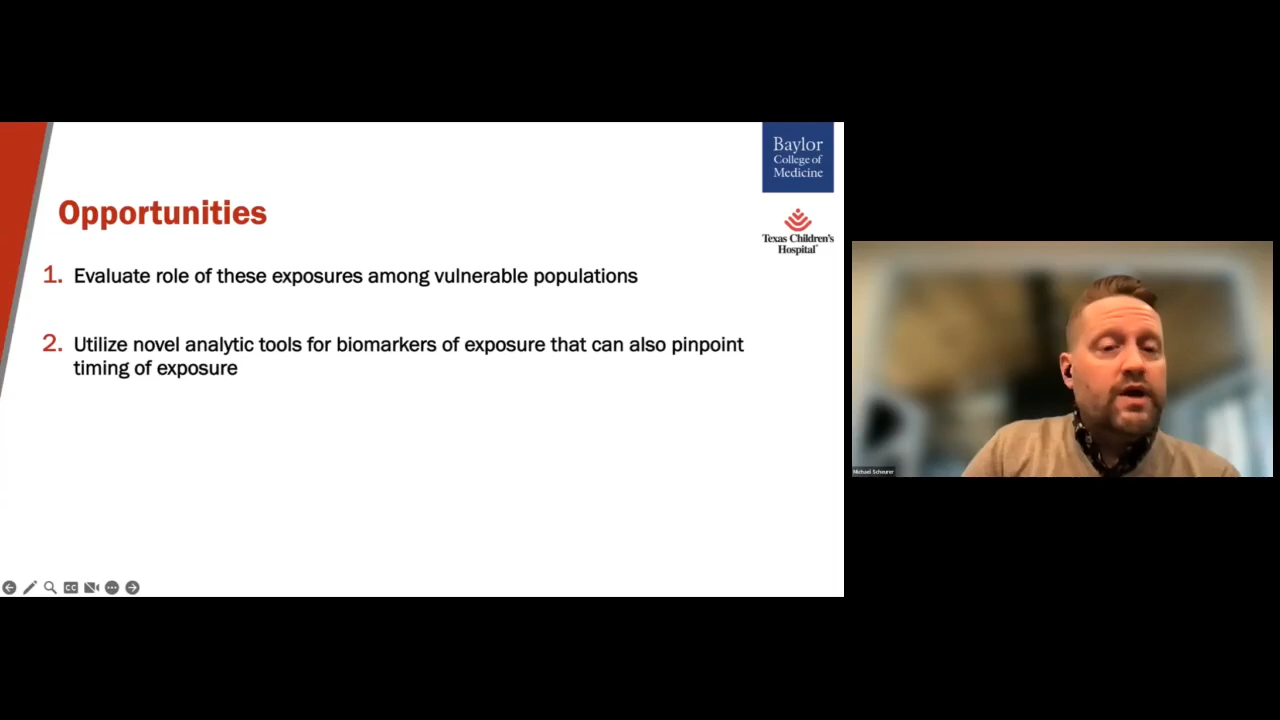 Baylor
College of
Medicine
Opportunities
Texas Children's
Hospital
1. Evaluate role of these exposures among vulnerable populations
2. Utilize novel analytic tools for biomarkers of exposure that can also pinpoint
timing of exposure
Michael Scheurer
CC